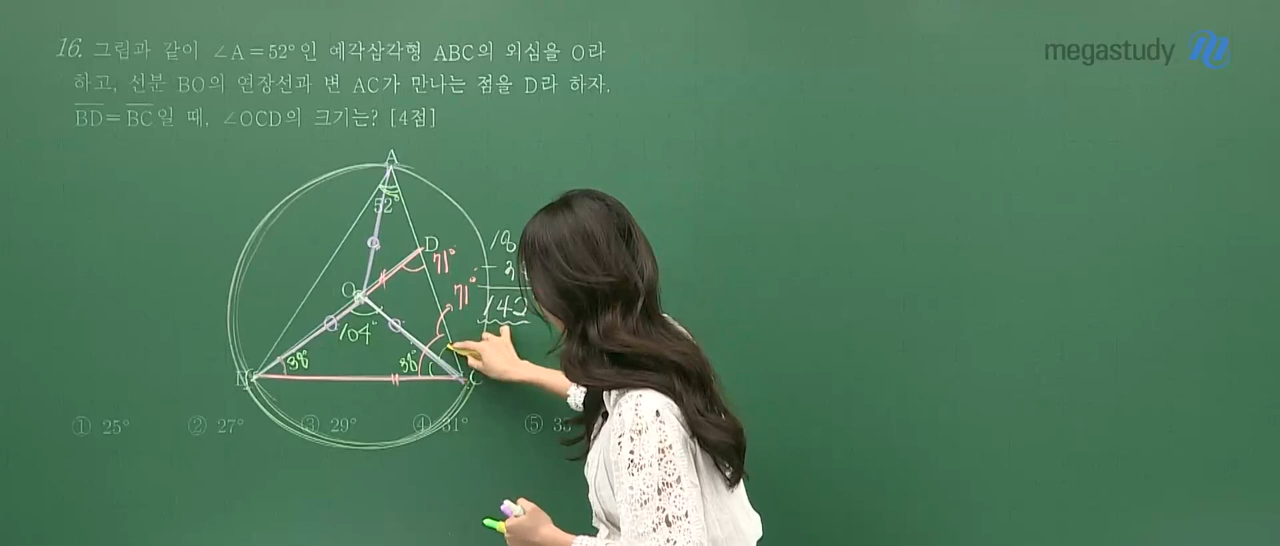 16. 그림과 같이 ∠A=52°인 예각삼각형 ABC의 외심을 O라
하고, 선분 BO의 연장선과 변 AC가 만나는 점을 D라 하자.
BD=BC일 때, ∠OCD의 크기는? [4점]
megastudy
A
52°
D
71°
71°
18
- 3
142
O
104°
38°
38°
B
C
① 25° ② 27° ③ 29° ④ 31° ⑤ 33